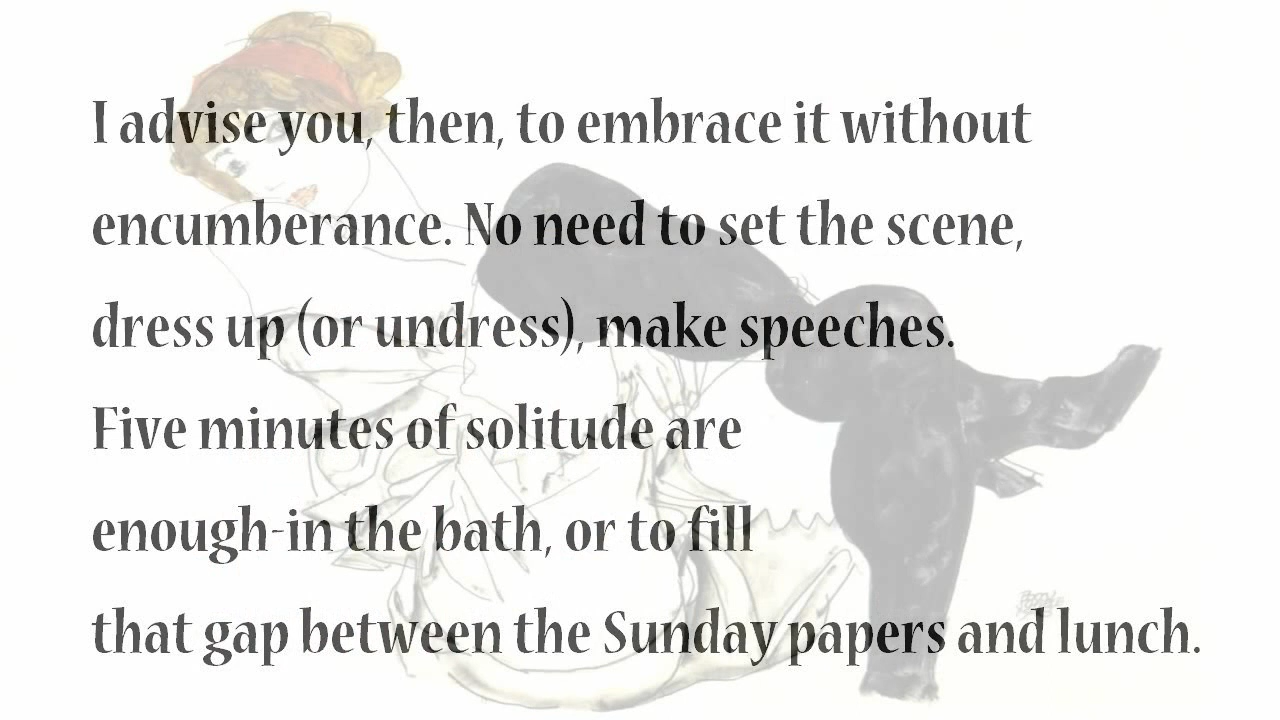 I advise you, then, to embrace it without
encumberance. No need to set the scene,
dress up (or undress), make speeches.
Five minutes of solitude are
enough-in the bath, or to fill
that gap between the Sunday papers and lunch.